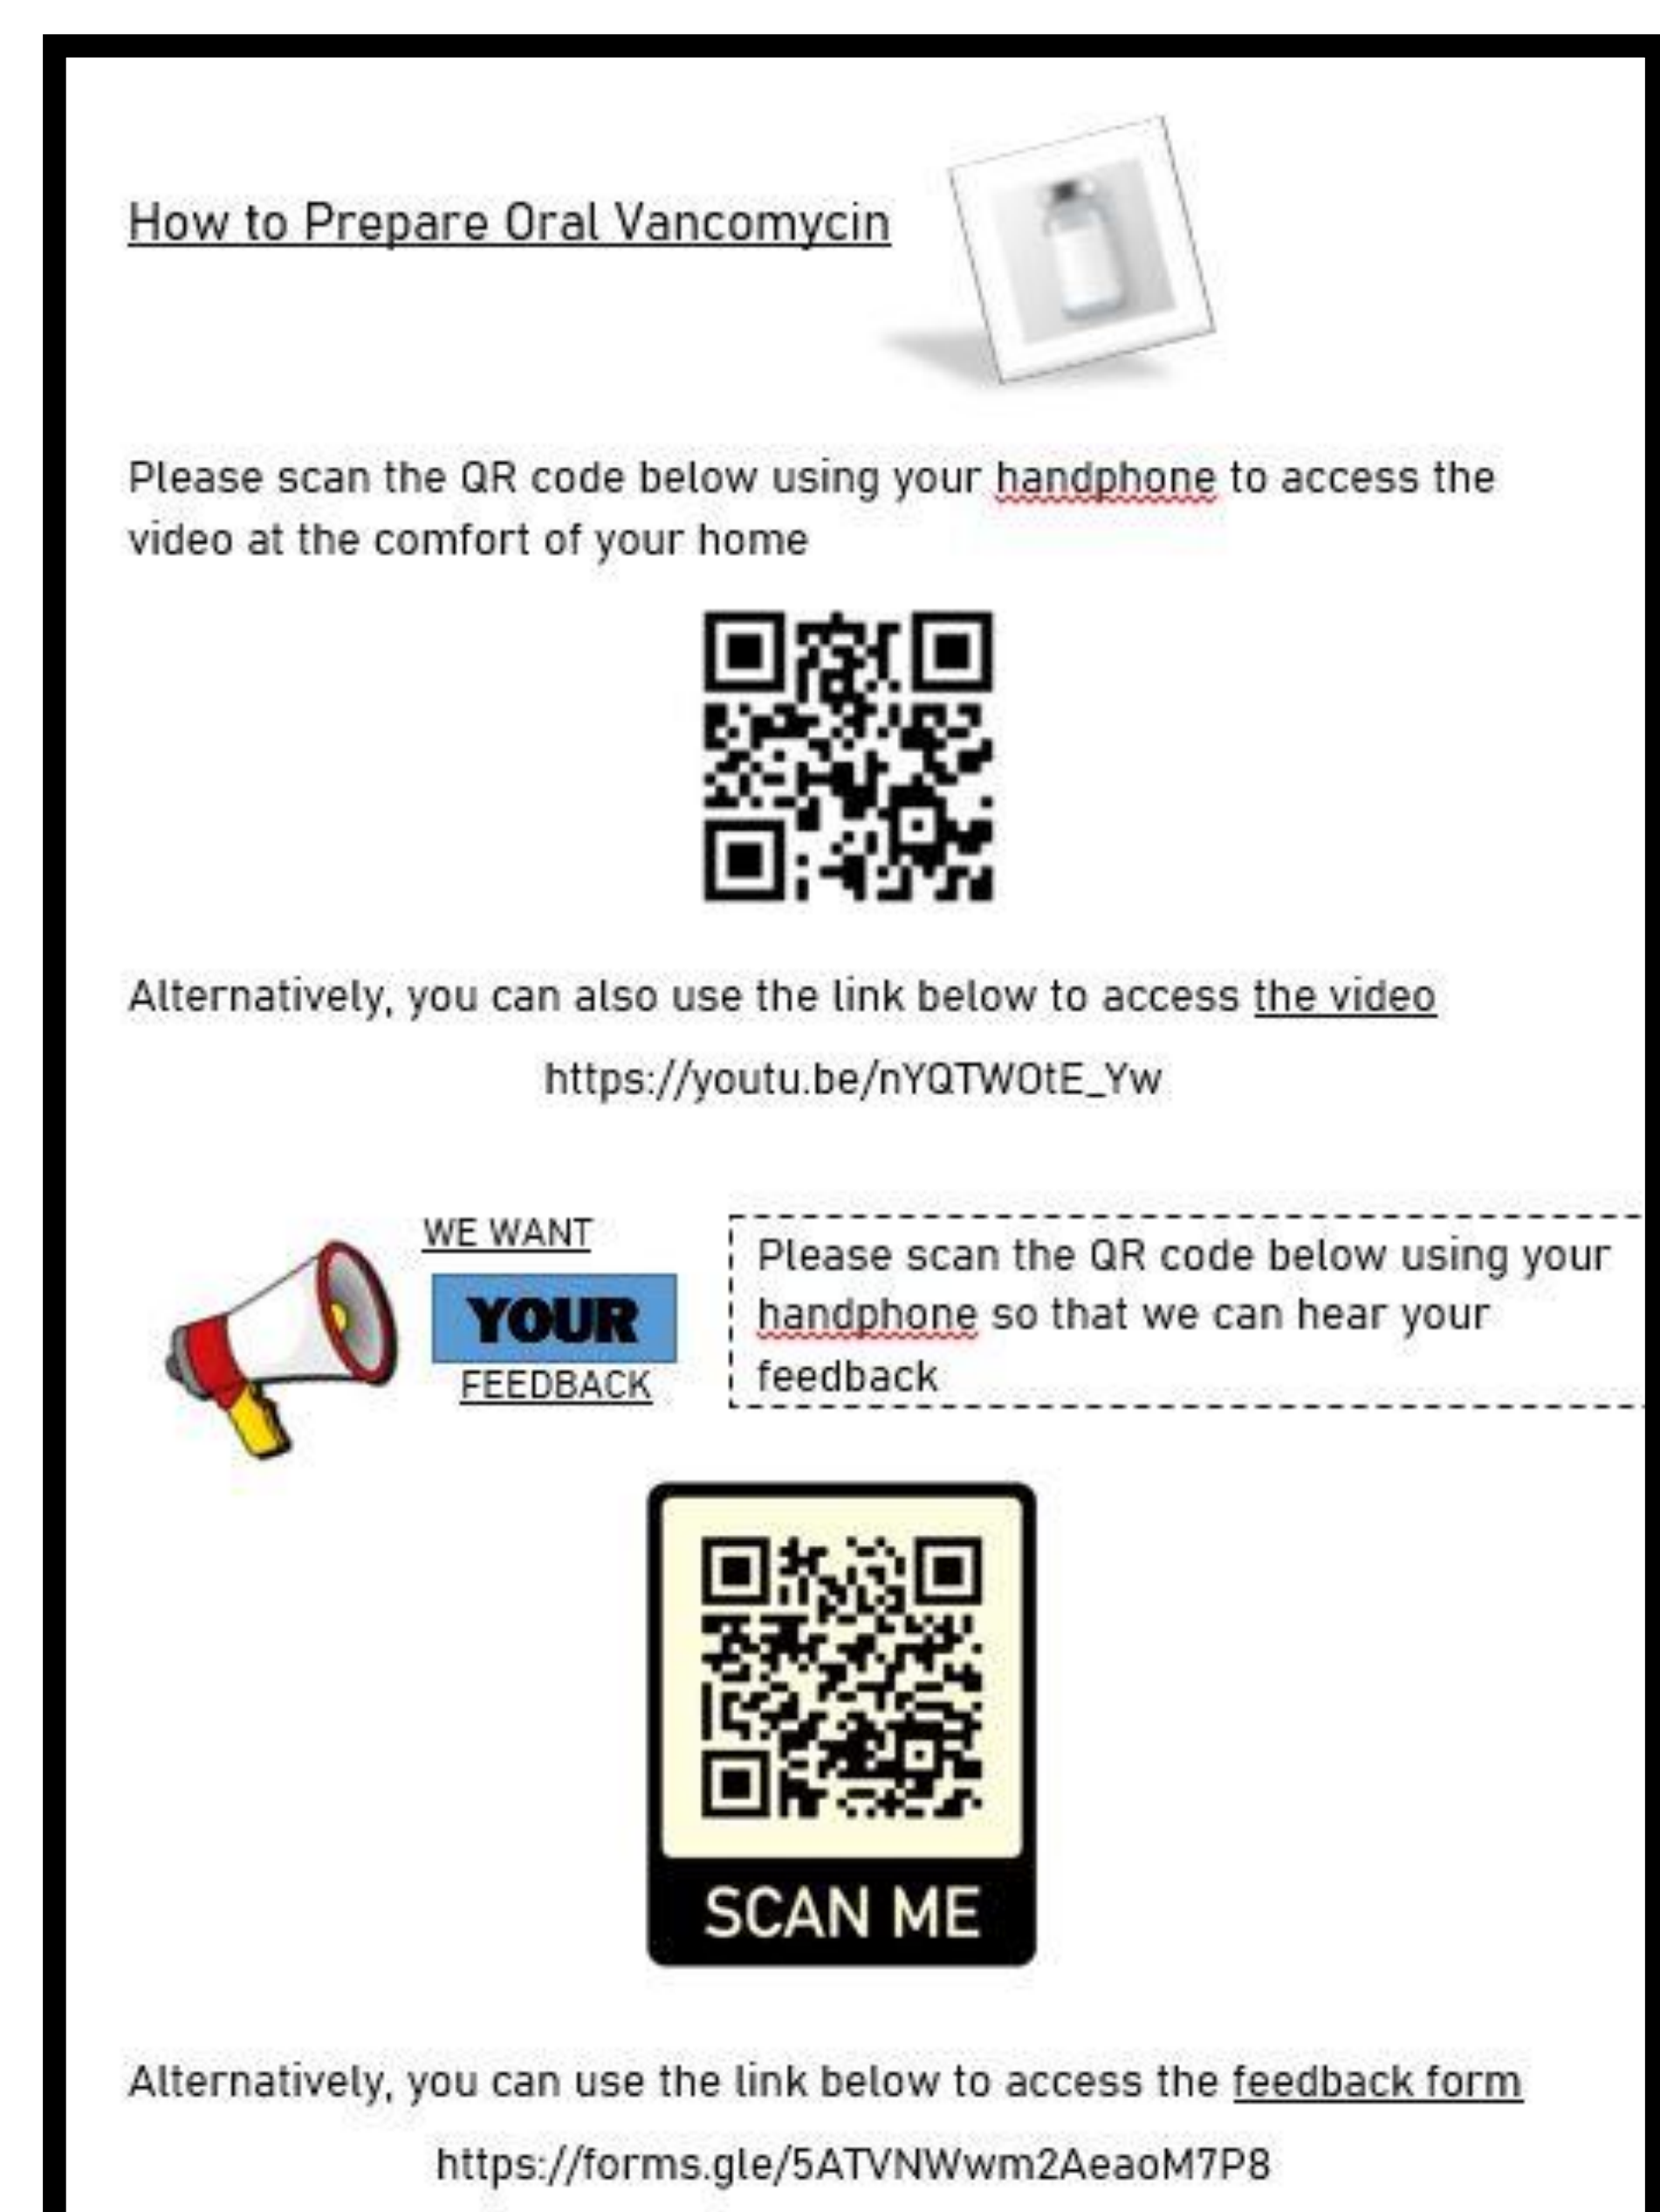 How to Prepare Oral Vancomycin
Please scan the QR code below using your handphone to access the
video at the comfort of your home
Alternatively, you can also use the link below to access the video
https://youtu.be/nYQTWOtE_Yw
WE WANT
YOUR
FEEDBACK
Please scan the QR code below using your
handphone so that we can hear your
feedback
SCAN ME
Alternatively, you can use the link below to access the feedback form
https://forms.gle/5ATVNWwm2AeaoM7P8